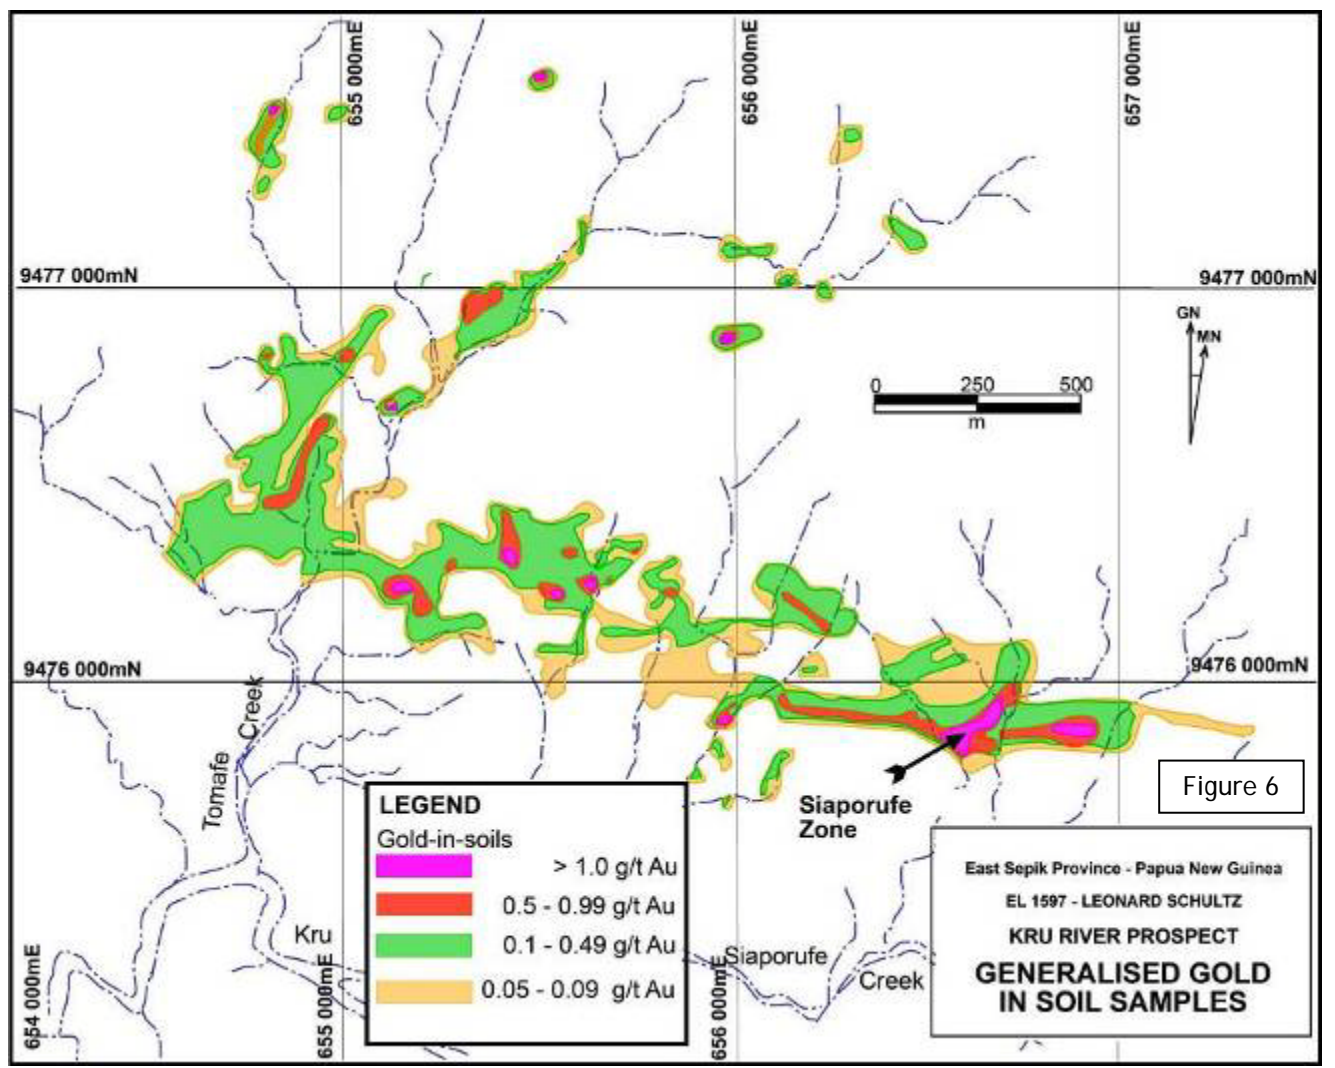 655 000mE
656 000mE
657 000mE
9477 000mN
9477 000mN
GN
MN
0 250 500
m
9476 000mN
9476 000mN
Tomafe
Creek
Siaporufe
Zone
Figure 6
LEGEND
Gold-in-soils
> 1.0 g/t Au
0.5 - 0.99 g/t Au
0.1 - 0.49 g/t Au
0.05 - 0.09 g/t Au
East Sepik Province - Papua New Guinea
EL 1597 - LEONARD SCHULTZ
KRU RIVER PROSPECT
GENERALISED GOLD
IN SOIL SAMPLES
Kru
Siaporufe
Creek
654 000mE
655 000mE
656 000mE